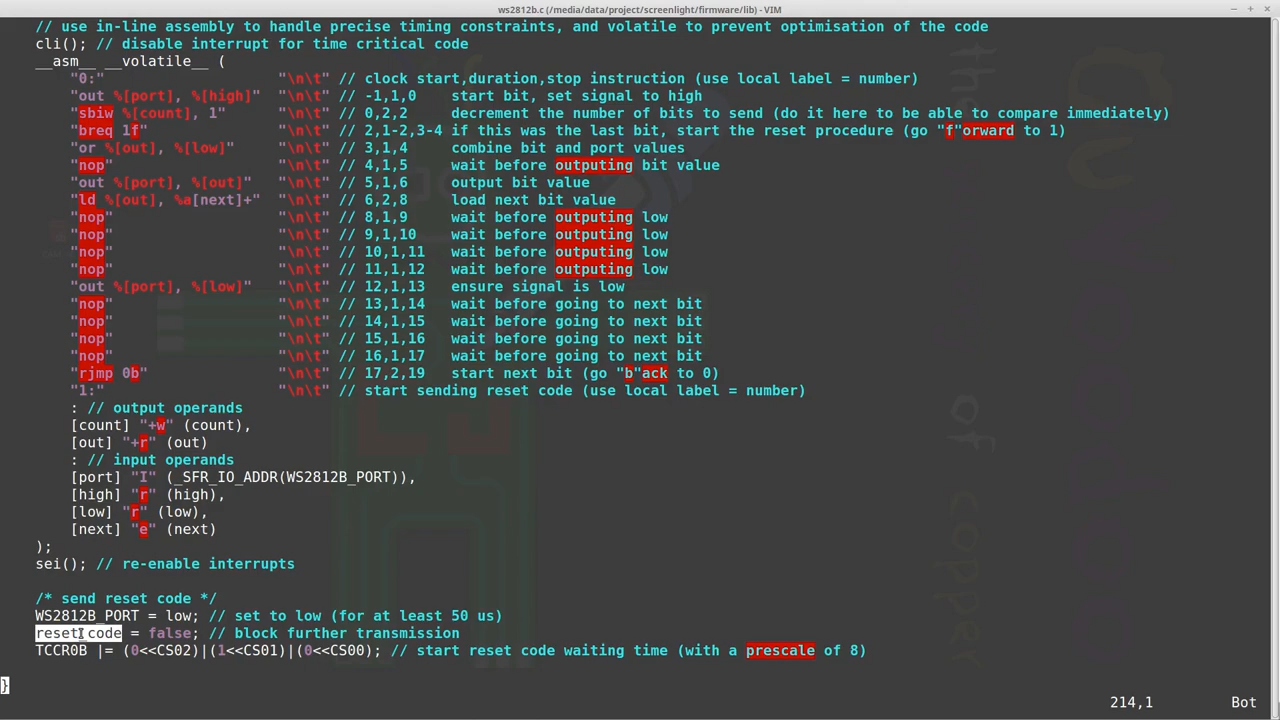 ws2812b.c (/media/data/project/screenlight/firmware/lib) - VIM
// use in-line assembly to handle precise timing constraints, and volatile to prevent optimisation of the code
cli(); // disable interrupt for time critical code
__asm__ __volatile__ (
"0:" "\n\t" // clock start,duration,stop instruction (use local label = number)
"out %[port], %[high]" "\n\t" // -1,1,0 start bit, set signal to high
"sbiw %[count], 1" "\n\t" // 0,2,2 decrement the number of bits to send (do it here to be able to compare immediately)
"breq 1f" "\n\t" // 2,1-2,3-4 if this was the last bit, start the reset procedure (go "f"orward to 1)
"or %[out], %[low]" "\n\t" // 3,1,4 combine bit and port values
"nop" "\n\t" // 4,1,5 wait before outputing bit value
"out %[port], %[out]" "\n\t" // 5,1,6 output bit value
"ld %[out], %a[next]+" "\n\t" // 6,2,8 load next bit value
"nop" "\n\t" // 8,1,9 wait before outputing low
"nop" "\n\t" // 9,1,10 wait before outputing low
"nop" "\n\t" // 10,1,11 wait before outputing low
"nop" "\n\t" // 11,1,12 wait before outputing low
"out %[port], %[low]" "\n\t" // 12,1,13 ensure signal is low
"nop" "\n\t" // 13,1,14 wait before going to next bit
"nop" "\n\t" // 14,1,15 wait before going to next bit
"nop" "\n\t" // 15,1,16 wait before going to next bit
"nop" "\n\t" // 16,1,17 wait before going to next bit
"rjmp 0b" "\n\t" // 17,2,19 start next bit (go "b"ack to 0)
"1:" "\n\t" // start sending reset code (use local label = number)
: // output operands
[count] "+w" (count),
[out] "+r" (out)
: // input operands
[port] "I" (_SFR_IO_ADDR(WS2812B_PORT)),
[high] "r" (high),
[low] "r" (low),
[next] "e" (next)
);
sei(); // re-enable interrupts
/* send reset code */
WS2812B_PORT = low; // set to low (for at least 50 us)
reset_code = false; // block further transmission
TCCR0B |= (0<<CS02)|(1<<CS01)|(0<<CS00); // start reset code waiting time (with a prescale of 8)
}
214,1 Bot